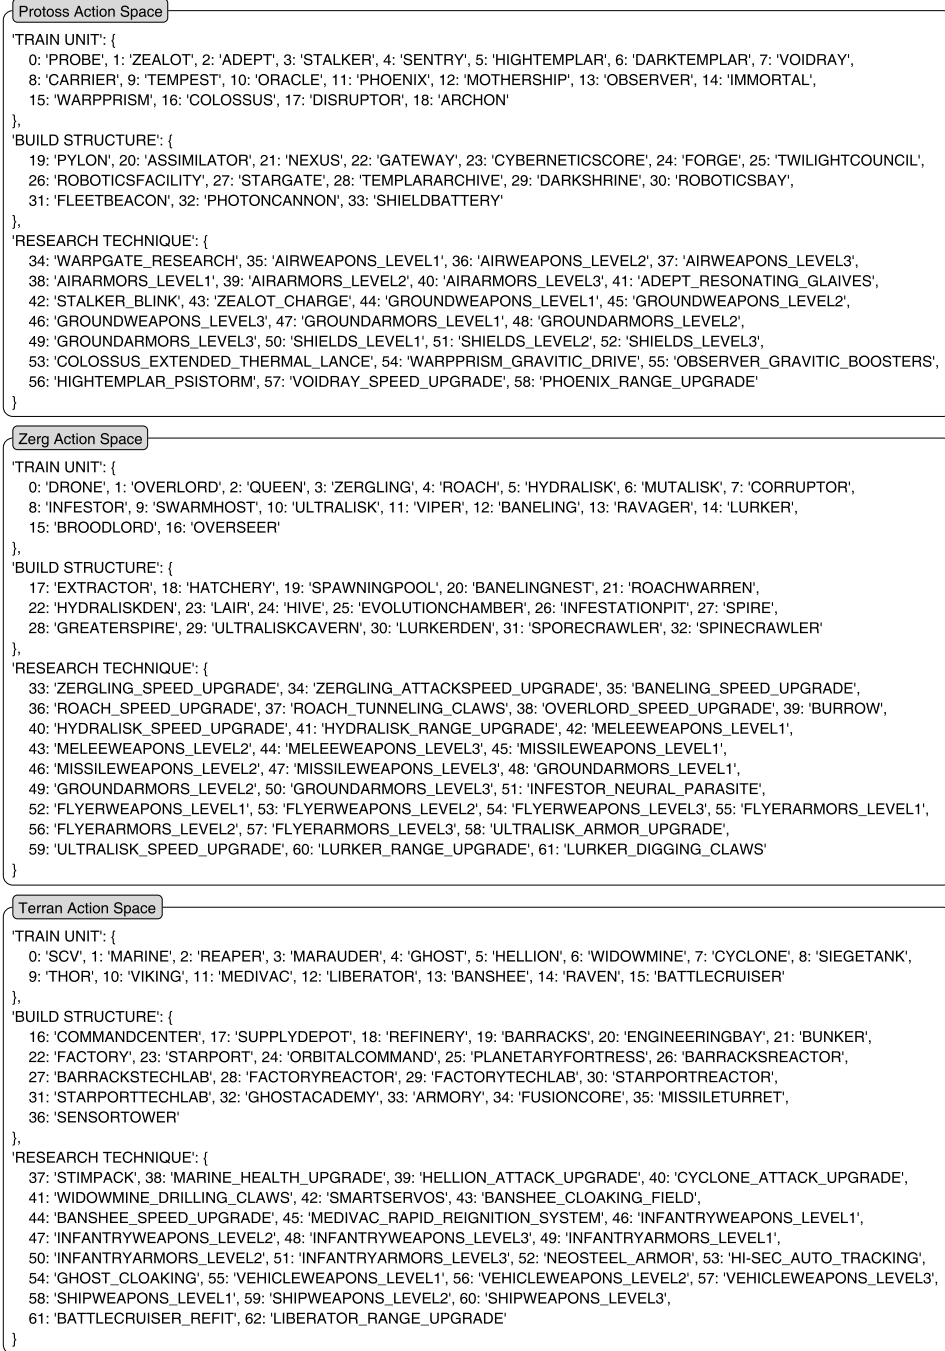 Protoss Action Space
'TRAIN UNIT': {
0: 'PROBE', 1: 'ZEALOT', 2: 'ADEPT', 3: 'STALKER', 4: 'SENTRY', 5: 'HIGHTEMPLAR', 6: 'DARKTEMPLAR', 7: 'VOIDRAY',
8: 'CARRIER', 9: 'TEMPEST', 10: 'ORACLE', 11: 'PHOENIX', 12: 'MOTHERSHIP', 13: 'OBSERVER', 14: 'IMMORTAL',
15: 'WARPPRISM', 16: 'COLOSSUS', 17: 'DISRUPTOR', 18: 'ARCHON'
},
'BUILD STRUCTURE': {
19: 'PYLON', 20: 'ASSIMILATOR', 21: 'NEXUS', 22: 'GATEWAY', 23: 'CYBERNETICSCORE', 24: 'FORGE', 25: 'TWILIGHTCOUNCIL',
26: 'ROBOTICSFACILITY', 27: 'STARGATE', 28: 'TEMPLARARCHIVE', 29: 'DARKSHRINE', 30: 'ROBOTICSBAY',
31: 'FLEETBEACON', 32: 'PHOTONCANNON', 33: 'SHIELDBATTERY'
},
'RESEARCH TECHNIQUE': {
34: 'WARPGATE_RESEARCH', 35: 'AIRWEAPONS_LEVEL1', 36: 'AIRWEAPONS_LEVEL2', 37: 'AIRWEAPONS_LEVEL3',
38: 'AIRARMORS_LEVEL1', 39: 'AIRARMORS_LEVEL2', 40: 'AIRARMORS_LEVEL3', 41: 'ADEPT_RESONATING_GLAIVES',
42: 'STALKER_BLINK', 43: 'ZEALOT_CHARGE', 44: 'GROUNDWEAPONS_LEVEL1', 45: 'GROUNDWEAPONS_LEVEL2',
46: 'GROUNDWEAPONS_LEVEL3', 47: 'GROUNDARMORS_LEVEL1', 48: 'GROUNDARMORS_LEVEL2',
49: 'GROUNDARMORS_LEVEL3', 50: 'SHIELDS_LEVEL1', 51: 'SHIELDS_LEVEL2', 52: 'SHIELDS_LEVEL3',
53: 'COLOSSUS_EXTENDED_THERMAL_LANCE', 54: 'WARPPRISM_GRAVITIC_DRIVE', 55: 'OBSERVER_GRAVITIC_BOOSTERS',
56: 'HIGHTEMPLAR_PSISTORM', 57: 'VOIDRAY_SPEED_UPGRADE', 58: 'PHOENIX_RANGE_UPGRADE'
}
Zerg Action Space
'TRAIN UNIT': {
0: 'DRONE', 1: 'OVERLORD', 2: 'QUEEN', 3: 'ZERGLING', 4: 'ROACH', 5: 'HYDRALISK', 6: 'MUTALISK', 7: 'CORRUPTOR',
8: 'INFESTOR', 9: 'SWARMHOST', 10: 'ULTRALISK', 11: 'VIPER', 12: 'BANELING', 13: 'RAVAGER', 14: 'LURKER',
15: 'BROODLORD', 16: 'OVERSEER'
},
'BUILD STRUCTURE': {
17: 'EXTRACTOR', 18: 'HATCHERY', 19: 'SPAWNINGPOOL', 20: 'BANELINGNEST', 21: 'ROACHWARREN',
22: 'HYDRALISKDEN', 23: 'LAIR', 24: 'HIVE', 25: 'EVOLUTIONCHAMBER', 26: 'INFESTATIONPIT', 27: 'SPIRE',
28: 'GREATERSPIRE', 29: 'ULTRALISKCAVERN', 30: 'LURKERDEN', 31: 'SPORECRAWLER', 32: 'SPINECRAWLER'
},
'RESEARCH TECHNIQUE': {
33: 'ZERGLING_SPEED_UPGRADE', 34: 'ZERGLING_ATTACKSPEED_UPGRADE', 35: 'BANELING_SPEED_UPGRADE',
36: 'ROACH_SPEED_UPGRADE', 37: 'ROACH_TUNNELING_CLAWS', 38: 'OVERLORD_SPEED_UPGRADE', 39: 'BURROW',
40: 'HYDRALISK_SPEED_UPGRADE', 41: 'HYDRALISK_RANGE_UPGRADE', 42: 'MELEEWEAPONS_LEVEL1',
43: 'MELEEWEAPONS_LEVEL2', 44: 'MELEEWEAPONS_LEVEL3', 45: 'MISSILEWEAPONS_LEVEL1',
46: 'MISSILEWEAPONS_LEVEL2', 47: 'MISSILEWEAPONS_LEVEL3', 48: 'GROUNDARMORS_LEVEL1',
49: 'GROUNDARMORS_LEVEL2', 50: 'GROUNDARMORS_LEVEL3', 51: 'INFESTOR_NEURAL_PARASITE',
52: 'FLYERWEAPONS_LEVEL1', 53: 'FLYERWEAPONS_LEVEL2', 54: 'FLYERWEAPONS_LEVEL3', 55: 'FLYERARMORS_LEVEL1',
56: 'FLYERARMORS_LEVEL2', 57: 'FLYERARMORS_LEVEL3', 58: 'ULTRALISK_ARMOR_UPGRADE',
59: 'ULTRALISK_SPEED_UPGRADE', 60: 'LURKER_RANGE_UPGRADE', 61: 'LURKER_DIGGING_CLAWS'
}
Terran Action Space
'TRAIN UNIT': {
0: 'SCV', 1: 'MARINE', 2: 'REAPER', 3: 'MARAUDER', 4: 'GHOST', 5: 'HELLION', 6: 'WIDOWMINE', 7: 'CYCLONE', 8: 'SIEGETANK',
9: 'THOR', 10: 'VIKING', 11: 'MEDIVAC', 12: 'LIBERATOR', 13: 'BANSHEE', 14: 'RAVEN', 15: 'BATTLECRUISER'
},
'BUILD STRUCTURE': {
16: 'COMMANDCENTER', 17: 'SUPPLYDEPOT', 18: 'REFINERY', 19: 'BARRACKS', 20: 'ENGINEERINGBAY', 21: 'BUNKER',
22: 'FACTORY', 23: 'STARPORT', 24: 'ORBITALCOMMAND', 25: 'PLANETARYFORTRESS', 26: 'BARRACKSREACTOR',
27: 'BARRACKSTECHLAB', 28: 'FACTORYREACTOR', 29: 'FACTORYTECHLAB', 30: 'STARPORTREACTOR',
31: 'STARPORTTECHLAB', 32: 'GHOSTACADEMY', 33: 'ARMORY', 34: 'FUSIONCORE', 35: 'MISSILETURRET',
36: 'SENSORTOWER'
},
'RESEARCH TECHNIQUE': {
37: 'STIMPACK', 38: 'MARINE_HEALTH_UPGRADE', 39: 'HELLION_ATTACK_UPGRADE', 40: 'CYCLONE_ATTACK_UPGRADE',
41: 'WIDOWMINE_DRILLING_CLAWS', 42: 'SMARTSERVOS', 43: 'BANSHEE_CLOAKING_FIELD',
44: 'BANSHEE_SPEED_UPGRADE', 45: 'MEDIVAC_RAPID_REIGNITION_SYSTEM', 46: 'INFANTRYWEAPONS_LEVEL1',
47: 'INFANTRYWEAPONS_LEVEL2', 48: 'INFANTRYWEAPONS_LEVEL3', 49: 'INFANTRYARMORS_LEVEL1',
50: 'INFANTRYARMORS_LEVEL2', 51: 'INFANTRYARMORS_LEVEL3', 52: 'NEOSTEEL_ARMOR', 53: 'HI-SEC_AUTO_TRACKING',
54: 'GHOST_CLOAKING', 55: 'VEHICLEWEAPONS_LEVEL1', 56: 'VEHICLEWEAPONS_LEVEL2', 57: 'VEHICLEWEAPONS_LEVEL3',
58: 'SHIPWEAPONS_LEVEL1', 59: 'SHIPWEAPONS_LEVEL2', 60: 'SHIPWEAPONS_LEVEL3',
61: 'BATTLECRUISER_REFIT', 62: 'LIBERATOR_RANGE_UPGRADE'
}